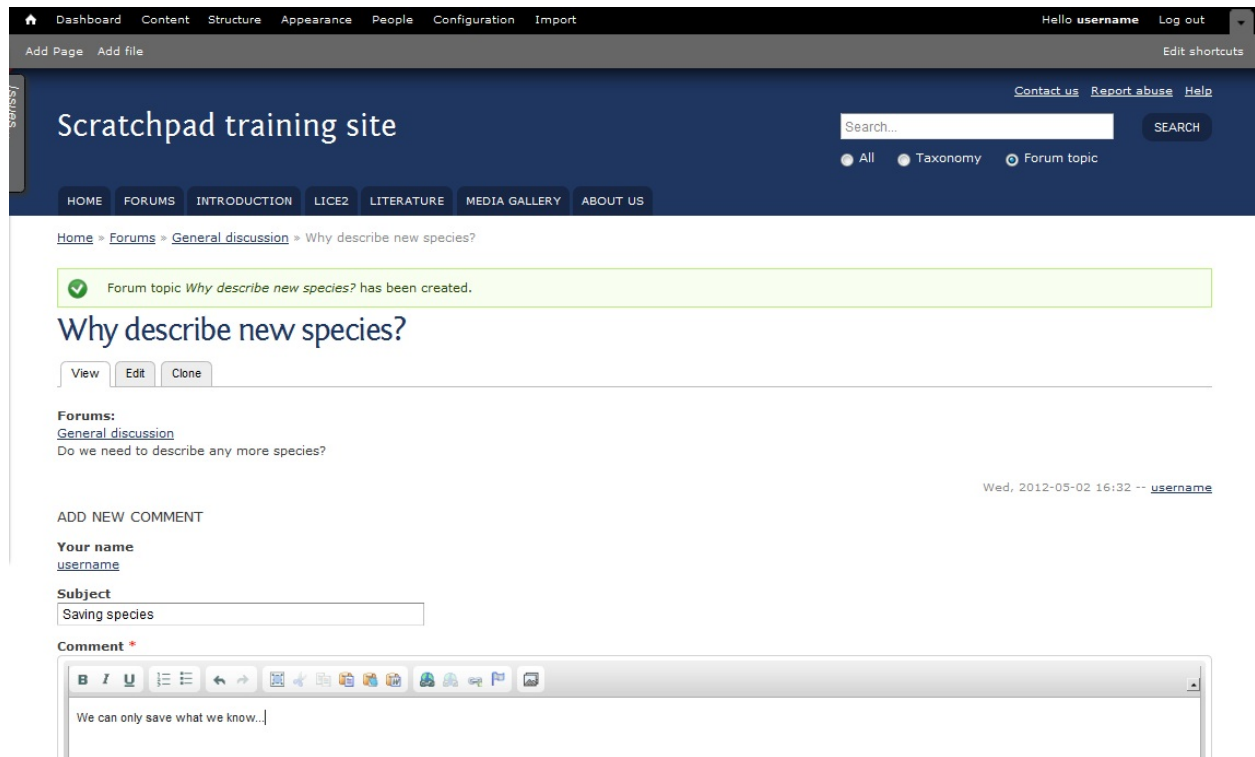 Dashboard Content Structure Appearance People Configuration Import Hello username Log out
Add Page Add file Edit shortcuts
Issues
Contact us Report abuse Help
Scratchpad training site
Search... SEARCH
All Taxonomy Forum topic
HOME FORUMS INTRODUCTION LICE2 LITERATURE MEDIA GALLERY ABOUT US
Home » Forums » General discussion » Why describe new species?
Forum topic Why describe new species? has been created.
Why describe new species?
View Edit Clone
Forums:
General discussion
Do we need to describe any more species?
Wed, 2012-05-02 16:32 -- username
ADD NEW COMMENT
Your name
username
Subject
Saving species
Comment *
B I U
We can only save what we know...